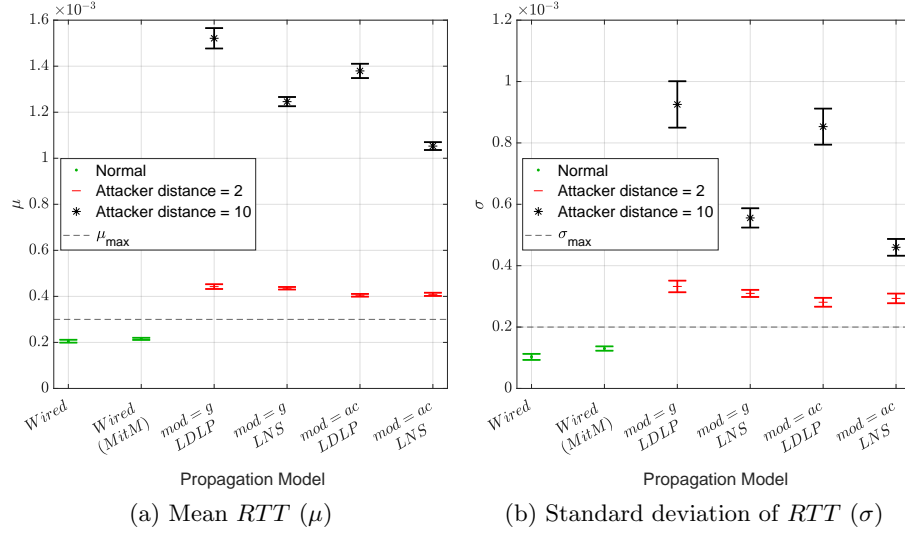 ×10⁻³
1.6
1.4
1.2
1
0.8
0.6
0.4
0.2
0
μ
Normal
Attacker distance = 2
Attacker distance = 10
μmax
Wired
Wired
(MitM)
mod = g
LDLP
mod = g
LNS
mod = ac
LDLP
mod = ac
LNS
Propagation Model
(a) Mean RTT (μ)
×10⁻³
1.2
1
0.8
0.6
0.4
0.2
0
σ
Normal
Attacker distance = 2
Attacker distance = 10
σmax
Wired
Wired
(MitM)
mod = g
LDLP
mod = g
LNS
mod = ac
LDLP
mod = ac
LNS
Propagation Model
(b) Standard deviation of RTT (σ)